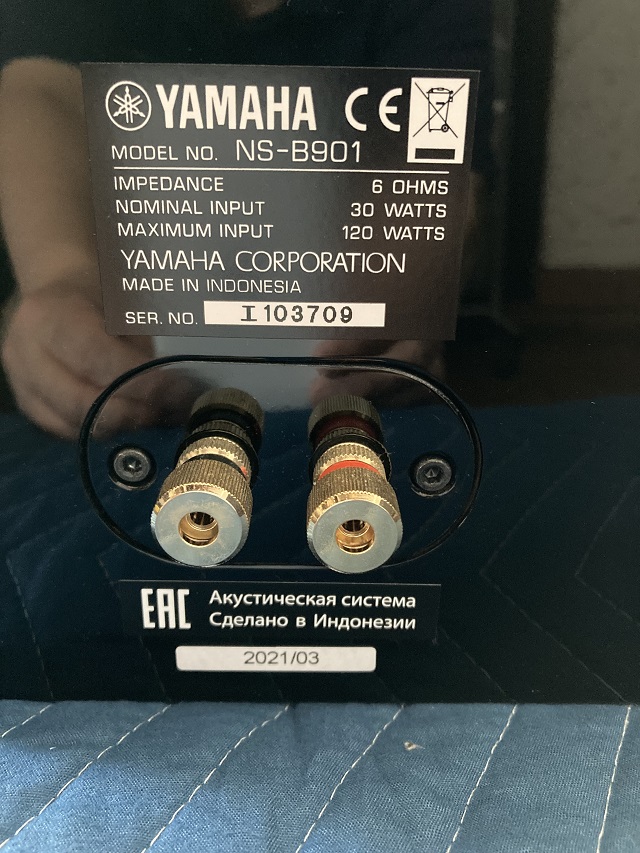 YAMAHA CE
MODEL NO. NS-B901
IMPEDANCE 6 OHMS
NOMINAL INPUT 30 WATTS
MAXIMUM INPUT 120 WATTS
YAMAHA CORPORATION
MADE IN INDONESIA
SER. NO. I103709
EAC Акустическая система
Сделано в Индонезии
2021/03